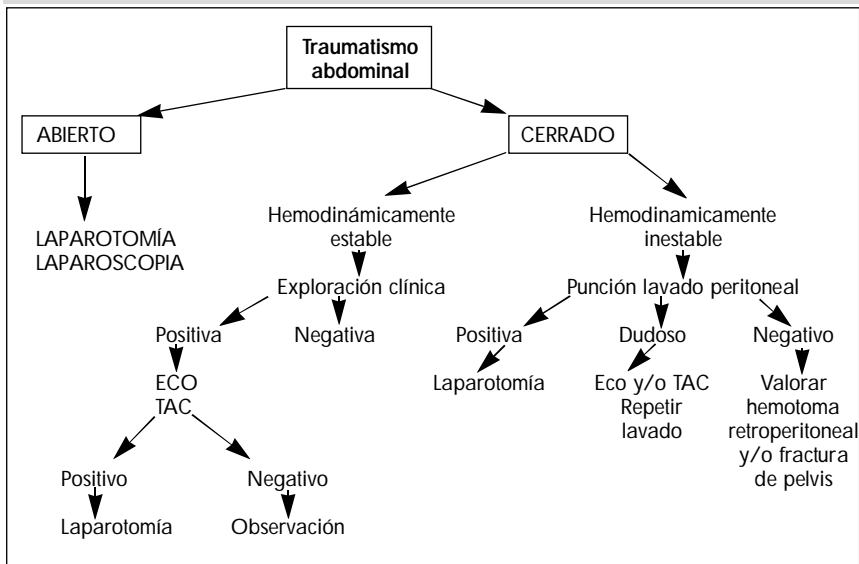 Traumatismo
abdominal
ABIERTO
CERRADO
LAPAROTOMÍA
LAPAROSCOPIA
Hemodinámicamente
estable
Hemodinamicamente
inestable
Exploración clínica
Punción lavado peritoneal
Positiva
Negativa
Positiva
Dudoso
Negativo
ECO
TAC
Laparotomía
Eco y/o TAC
Repetir
lavado
Valorar
hemotoma
retroperitoneal
y/o fractura
de pelvis
Positivo
Negativo
Laparotomía
Observación